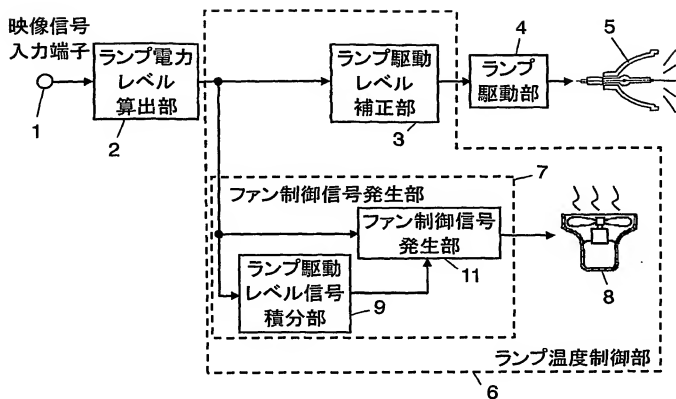 映像信号
入力端子
1
ランプ電力
レベル
算出部
2
ランプ駆動
レベル
補正部
3
4
ランプ
駆動部
5
7
ファン制御信号発生部
ファン制御信号
発生部
11
ランプ駆動
レベル信号
積分部
9
8
ランプ温度制御部
6